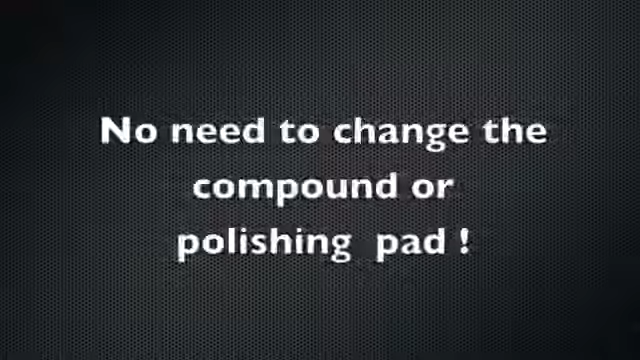 No need to change the
compound or
polishing pad !